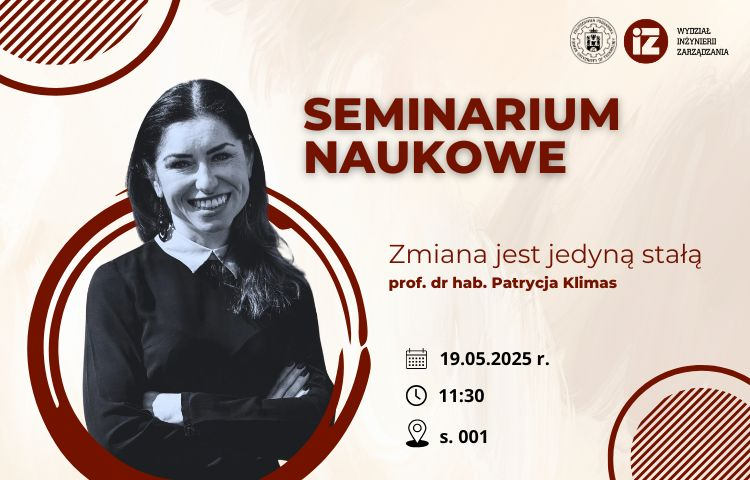 WYDZIAŁ
INŻYNIERII
ZARZĄDZANIA
iz
SEMINARIUM
NAUKOWE
Zmiana jest jedyną stałą
prof. dr hab. Patrycja Klimas
19.05.2025 r.
11:30
s. 001